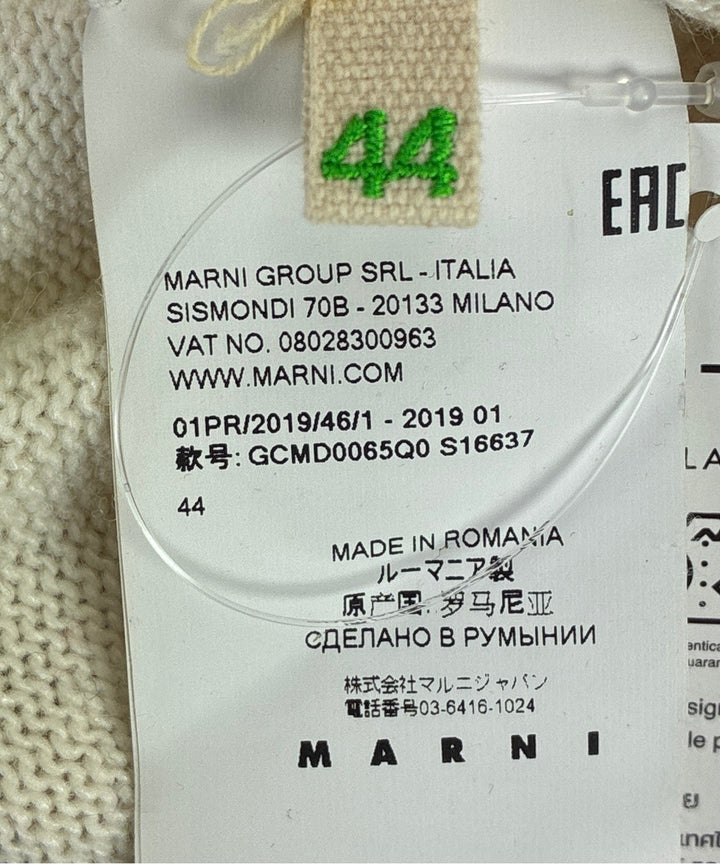 44
EAC
MARNI GROUP SRL - ITALIA
SISMONDI 70B - 20133 MILANO
VAT NO. 08028300963
WWW.MARNI.COM
01PR/2019/46/1 - 2019 01
款号: GCMD0065Q0 S16637
44
MADE IN ROMANIA
ルーマニア製
原产国: 罗马尼亚
СДЕЛАНО В РУМЫНИИ
株式会社マルニジャパン
電話番号03-6416-1024
MARNI